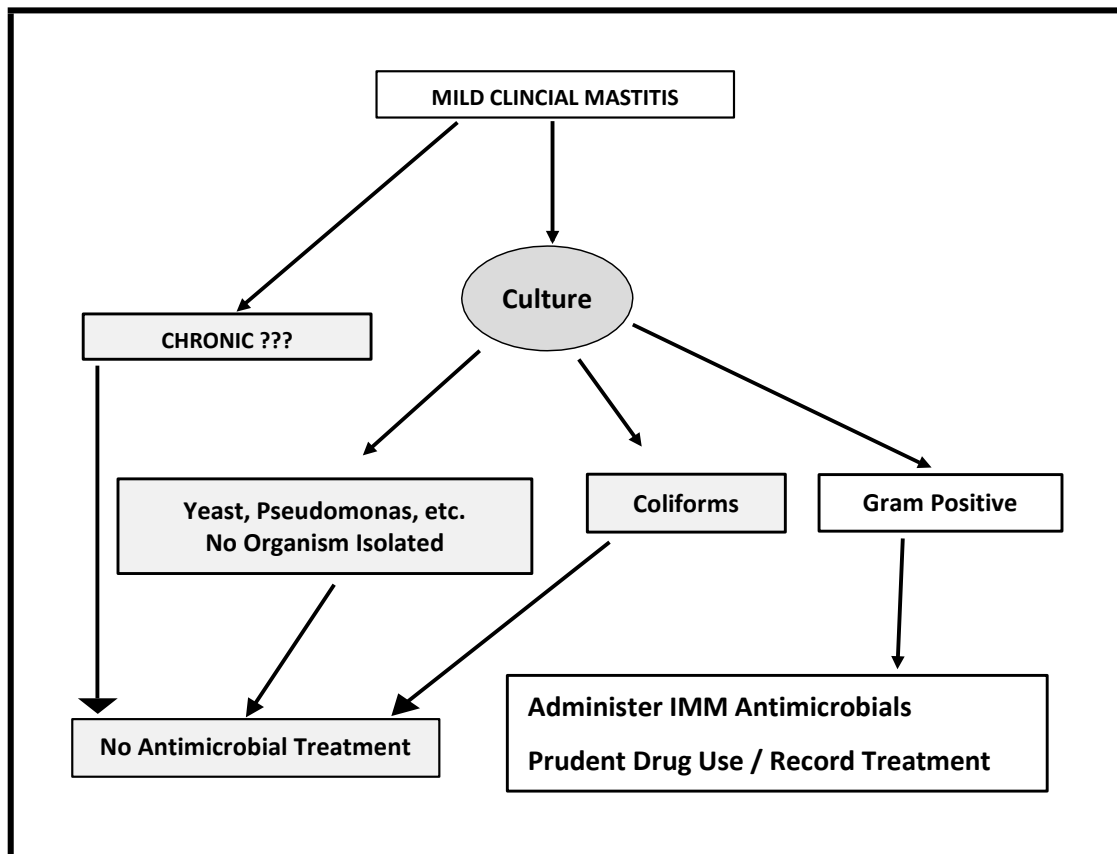 MILD CLINCIAL MASTITIS
Culture
CHRONIC ???
Yeast, Pseudomonas, etc.
No Organism Isolated
Coliforms
Gram Positive
No Antimicrobial Treatment
Administer IMM Antimicrobials
Prudent Drug Use / Record Treatment